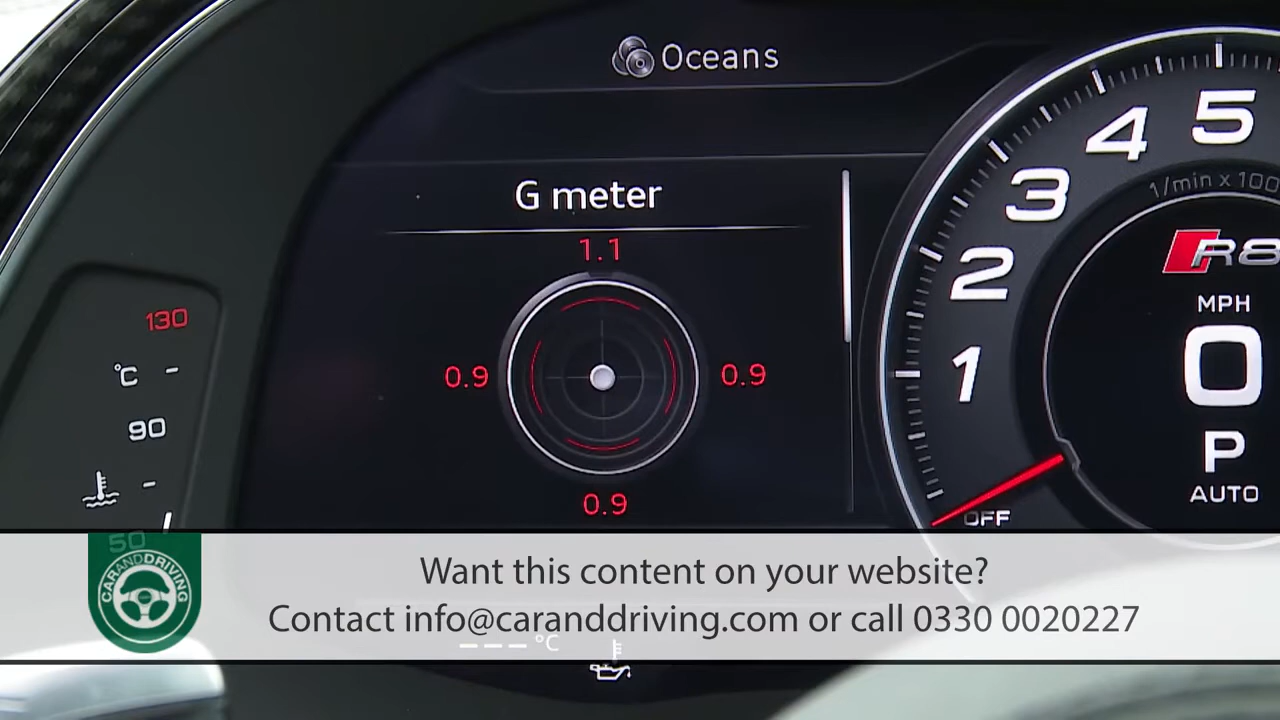 Oceans
G meter
1.1
0.9
0.9
0.9
130
°C
90
50
1
2
3
4
5
1/min x 100
R8
MPH
0
P
AUTO
OFF
CARANDDRIVING
Want this content on your website?
Contact info@caranddriving.com or call 0330 0020227
---°C